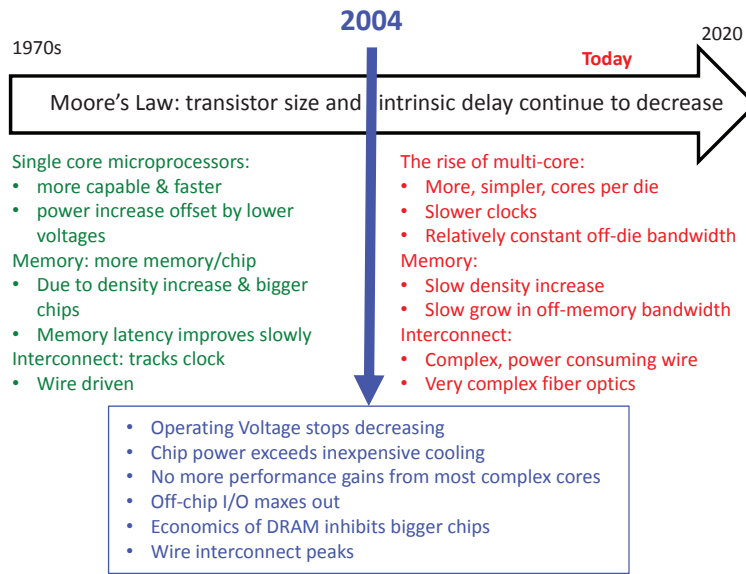 2004
1970s
2020
Today
Moore's Law: transistor size and intrinsic delay continue to decrease
Single core microprocessors:
• more capable & faster
• power increase offset by lower
voltages
Memory: more memory/chip
• Due to density increase & bigger
chips
• Memory latency improves slowly
Interconnect: tracks clock
• Wire driven
The rise of multi-core:
• More, simpler, cores per die
• Slower clocks
• Relatively constant off-die bandwidth
Memory:
• Slow density increase
• Slow grow in off-memory bandwidth
Interconnect:
• Complex, power consuming wire
• Very complex fiber optics
• Operating Voltage stops decreasing
• Chip power exceeds inexpensive cooling
• No more performance gains from most complex cores
• Off-chip I/O maxes out
• Economics of DRAM inhibits bigger chips
• Wire interconnect peaks